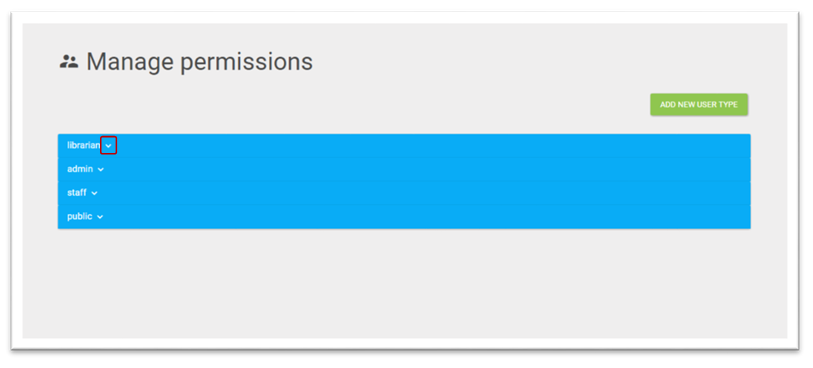 Manage permissions
ADD NEW USER TYPE
librarian
admin
staff
public